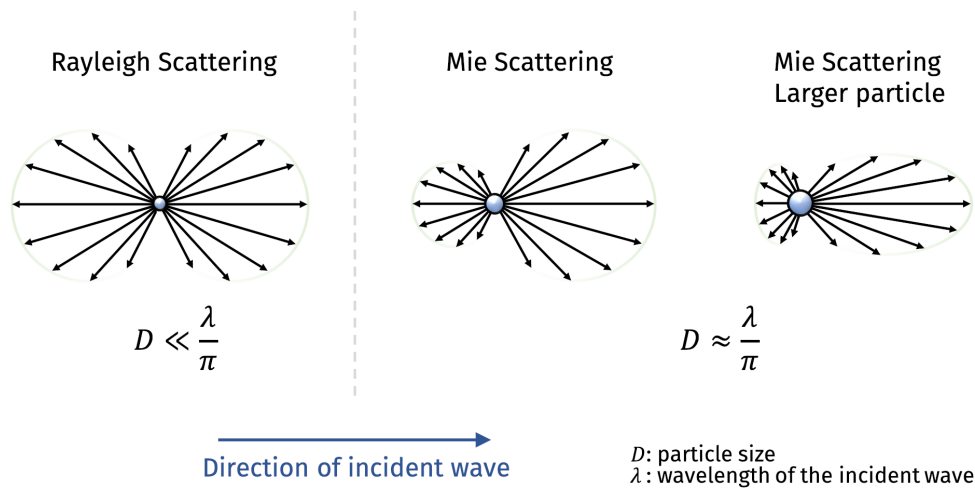 Rayleigh Scattering
Mie Scattering
Mie Scattering
Larger particle
D ≪ λ/π
D ≈ λ/π
Direction of incident wave
D: particle size
λ: wavelength of the incident wave